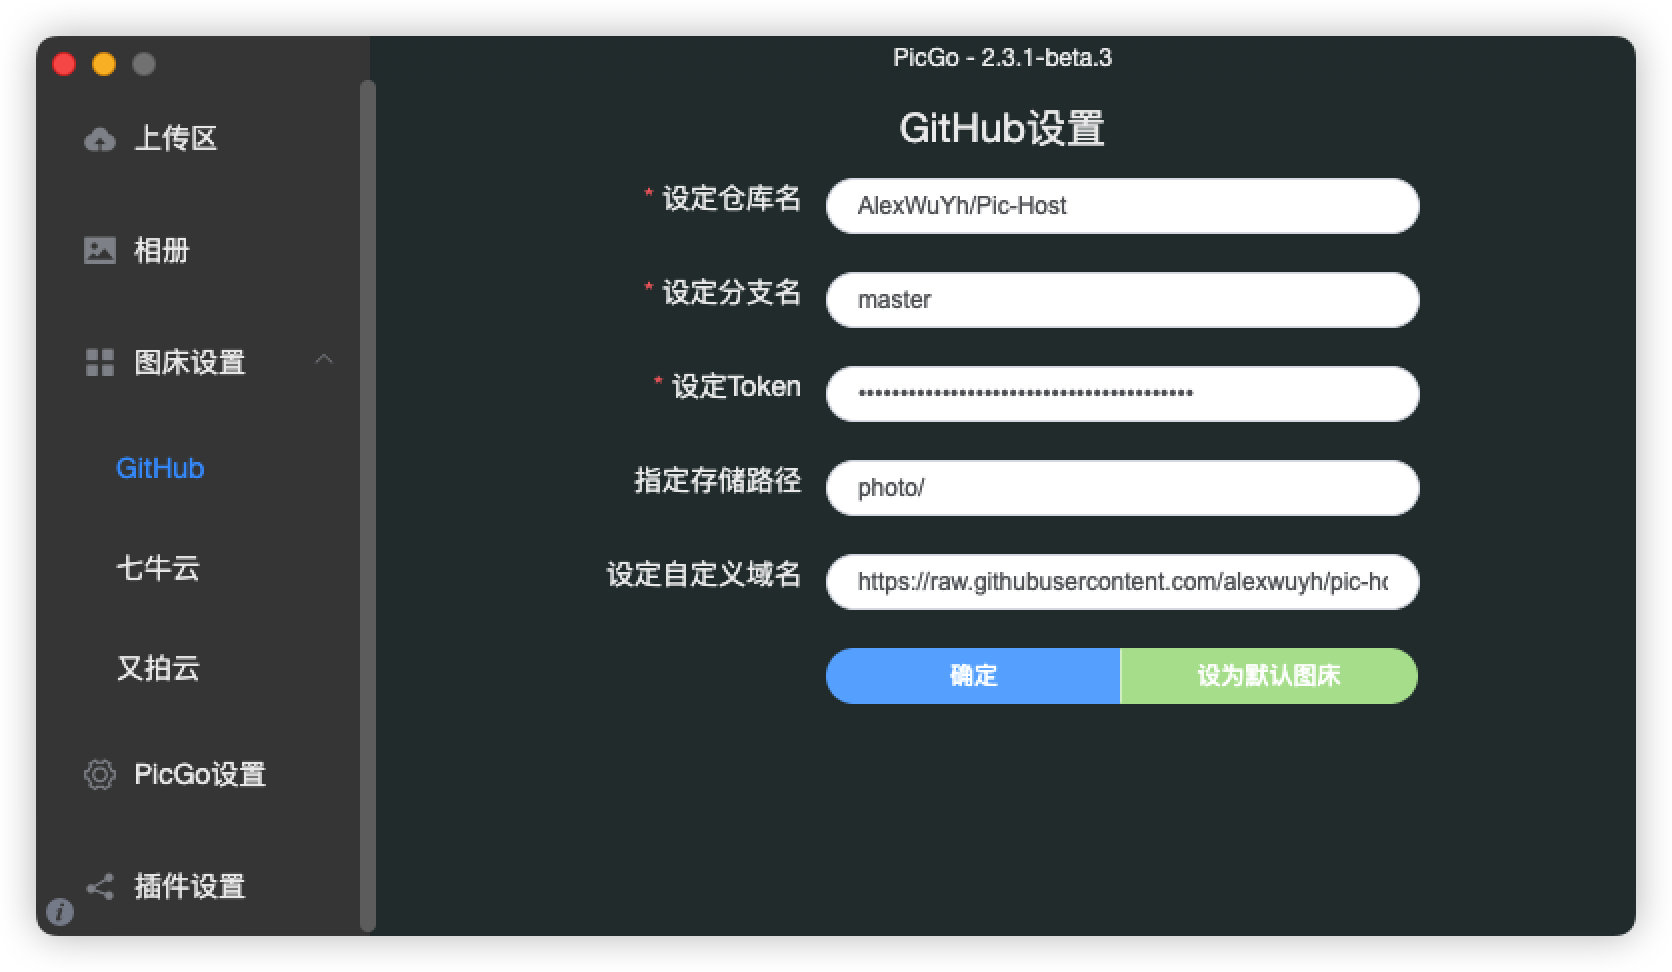 PicGo - 2.3.1-beta.3
上传区
相册
图床设置
GitHub
七牛云
又拍云
PicGo设置
插件设置
GitHub设置
* 设定仓库名 AlexWuYh/Pic-Host
* 设定分支名 master
* 设定Token ••••••••••••••••••••••••••••••••••••••••
指定存储路径 photo/
设定自定义域名 https://raw.githubusercontent.com/alexwuyh/pic-ho
确定 设为默认图床